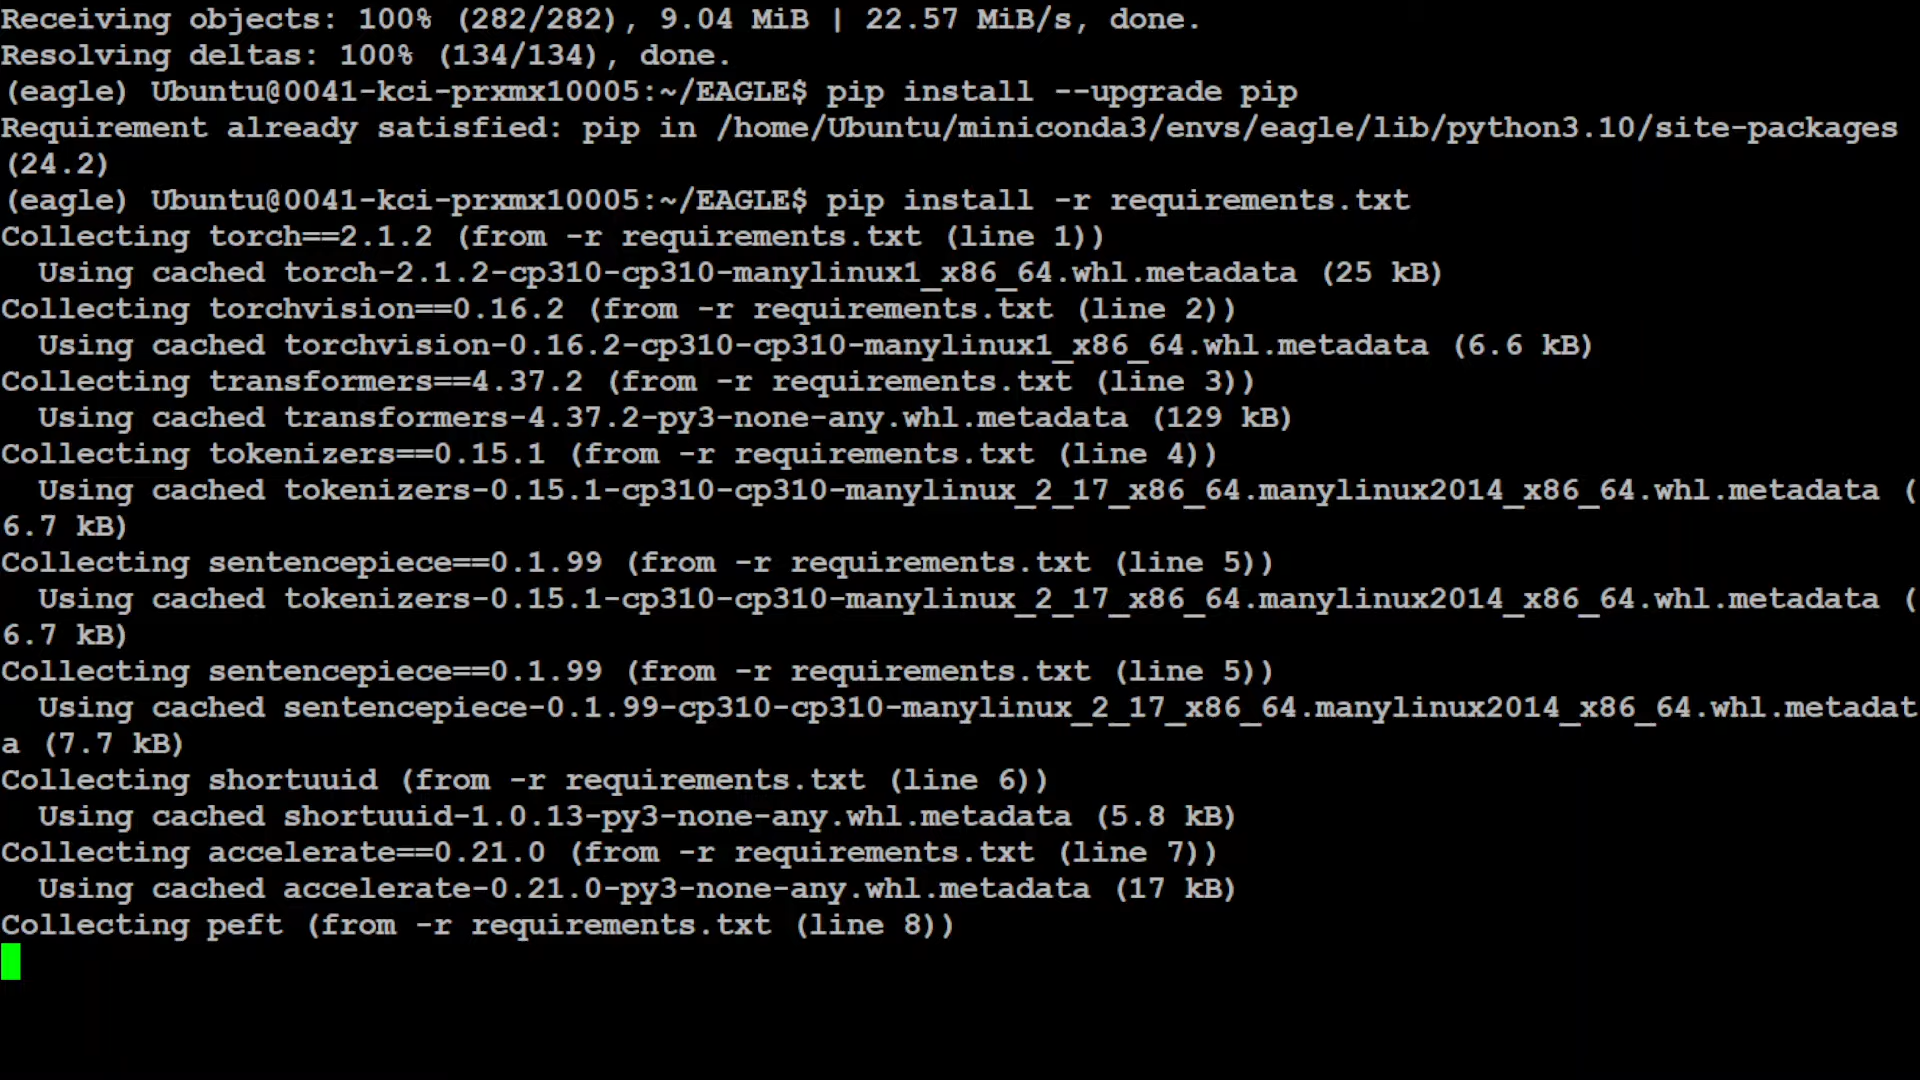 Receiving objects: 100% (282/282), 9.04 MiB | 22.57 MiB/s, done.
Resolving deltas: 100% (134/134), done.
(eagle) Ubuntu@0041-kci-prxmx10005:~/EAGLE$ pip install --upgrade pip
Requirement already satisfied: pip in /home/Ubuntu/miniconda3/envs/eagle/lib/python3.10/site-packages
(24.2)
(eagle) Ubuntu@0041-kci-prxmx10005:~/EAGLE$ pip install -r requirements.txt
Collecting torch==2.1.2 (from -r requirements.txt (line 1))
  Using cached torch-2.1.2-cp310-cp310-manylinux1_x86_64.whl.metadata (25 kB)
Collecting torchvision==0.16.2 (from -r requirements.txt (line 2))
  Using cached torchvision-0.16.2-cp310-cp310-manylinux1_x86_64.whl.metadata (6.6 kB)
Collecting transformers==4.37.2 (from -r requirements.txt (line 3))
  Using cached transformers-4.37.2-py3-none-any.whl.metadata (129 kB)
Collecting tokenizers==0.15.1 (from -r requirements.txt (line 4))
  Using cached tokenizers-0.15.1-cp310-cp310-manylinux_2_17_x86_64.manylinux2014_x86_64.whl.metadata (
6.7 kB)
Collecting sentencepiece==0.1.99 (from -r requirements.txt (line 5))
  Using cached tokenizers-0.15.1-cp310-cp310-manylinux_2_17_x86_64.manylinux2014_x86_64.whl.metadata (
6.7 kB)
Collecting sentencepiece==0.1.99 (from -r requirements.txt (line 5))
  Using cached sentencepiece-0.1.99-cp310-cp310-manylinux_2_17_x86_64.manylinux2014_x86_64.whl.metadat
a (7.7 kB)
Collecting shortuuid (from -r requirements.txt (line 6))
  Using cached shortuuid-1.0.13-py3-none-any.whl.metadata (5.8 kB)
Collecting accelerate==0.21.0 (from -r requirements.txt (line 7))
  Using cached accelerate-0.21.0-py3-none-any.whl.metadata (17 kB)
Collecting peft (from -r requirements.txt (line 8))